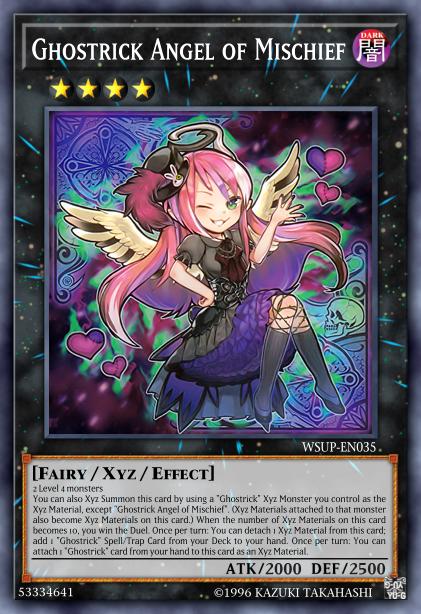 GHOSTRICK ANGEL OF MISCHIEF
DARK
闇
WSUP-EN035
[FAIRY / XYZ / EFFECT]
2 Level 4 monsters
You can also Xyz Summon this card by using a "Ghostrick" Xyz Monster you control as the
Xyz Material, except "Ghostrick Angel of Mischief". (Xyz Materials attached to that monster
also become Xyz Materials on this card.) When the number of Xyz Materials on this card
becomes 10, you win the Duel. Once per turn: You can detach 1 Xyz Material from this card;
add 1 "Ghostrick" Spell/Trap Card from your Deck to your hand. Once per turn: You can
attach 1 "Ghostrick" card from your hand to this card as an Xyz Material.
ATK/2000 DEF/2500
53334641
©1996 KAZUKI TAKAHASHI